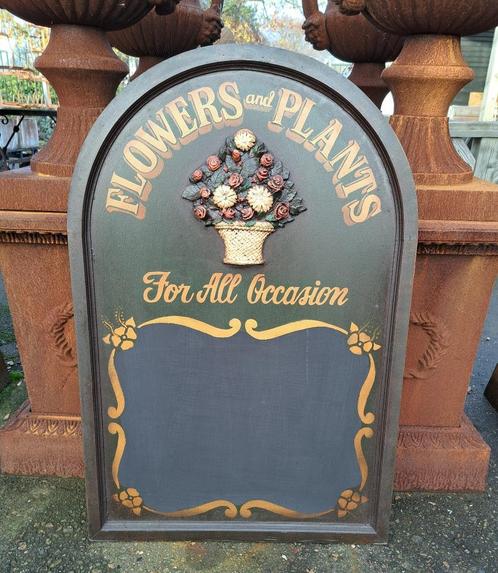 FLOWERS and PLANTS
For All Occasion